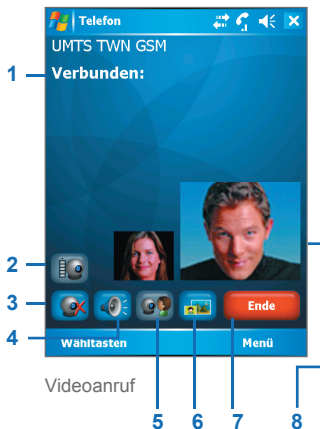 Telefon
UMTS TWN GSM
1
Verbunden:
2
3
Ende
4
Wähltasten
Menü
8
Videoanruf
5
6
7